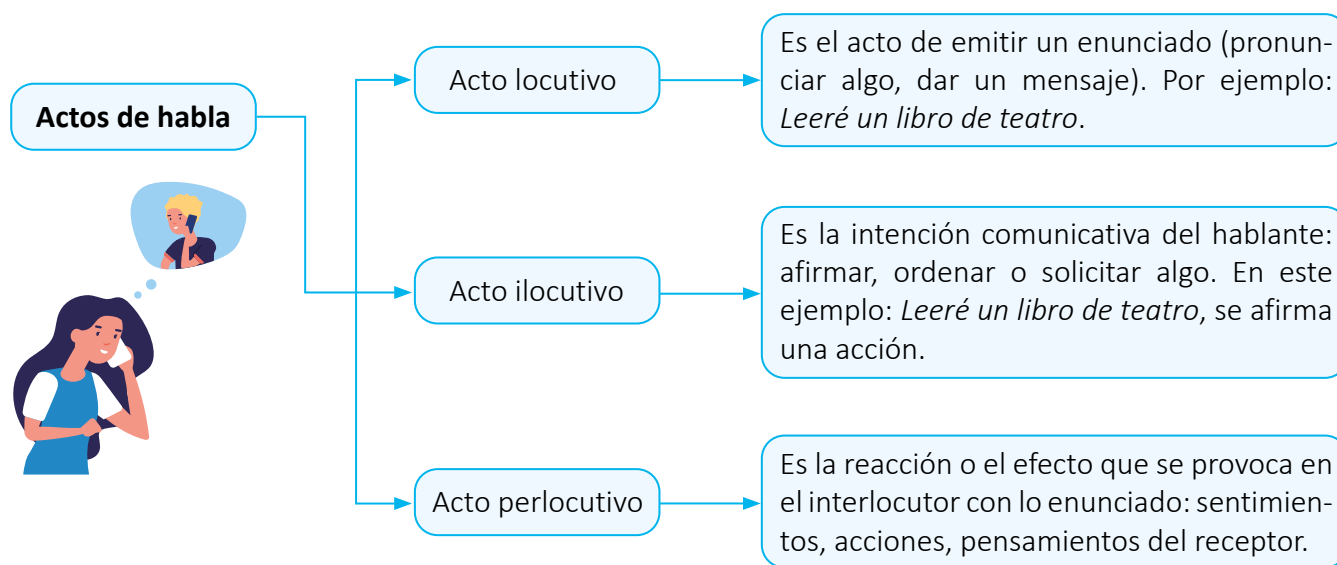 Actos de habla
Acto locutivo
Es el acto de emitir un enunciado (pronun-
ciar algo, dar un mensaje). Por ejemplo:
Leeré un libro de teatro.
Acto ilocutivo
Es la intención comunicativa del hablante:
afirmar, ordenar o solicitar algo. En este
ejemplo: Leeré un libro de teatro, se afirma
una acción.
Acto perlocutivo
Es la reacción o el efecto que se provoca en
el interlocutor con lo enunciado: sentimien-
tos, acciones, pensamientos del receptor.